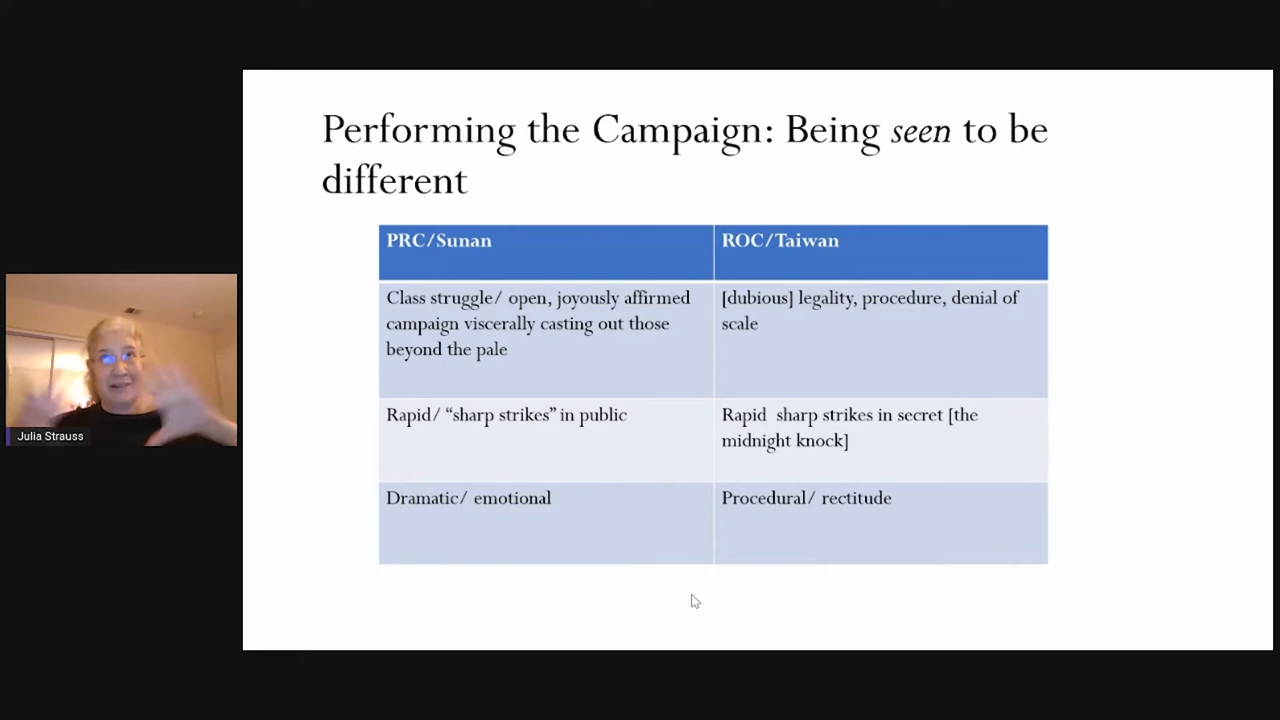 Performing the Campaign: Being seen to be
different
PRC/Sunan
ROC/Taiwan
Class struggle/ open, joyously affirmed
campaign viscerally casting out those
beyond the pale
[dubious] legality, procedure, denial of
scale
Rapid/ “sharp strikes” in public
Rapid  sharp strikes in secret [the
midnight knock]
Dramatic/ emotional
Procedural/ rectitude
Julia Strauss